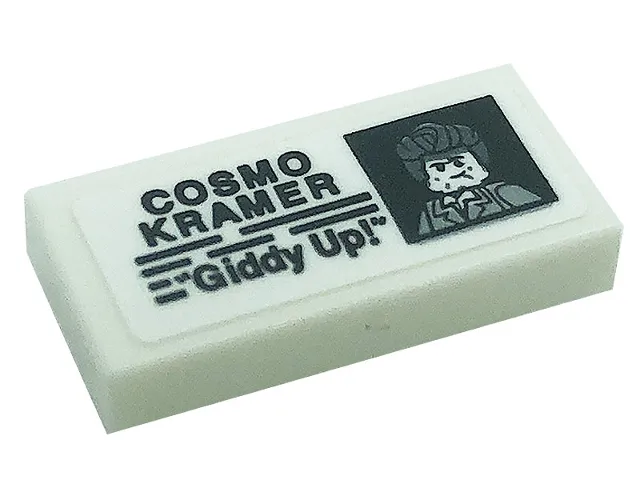 COSMO
KRAMER
"Giddy Up!"